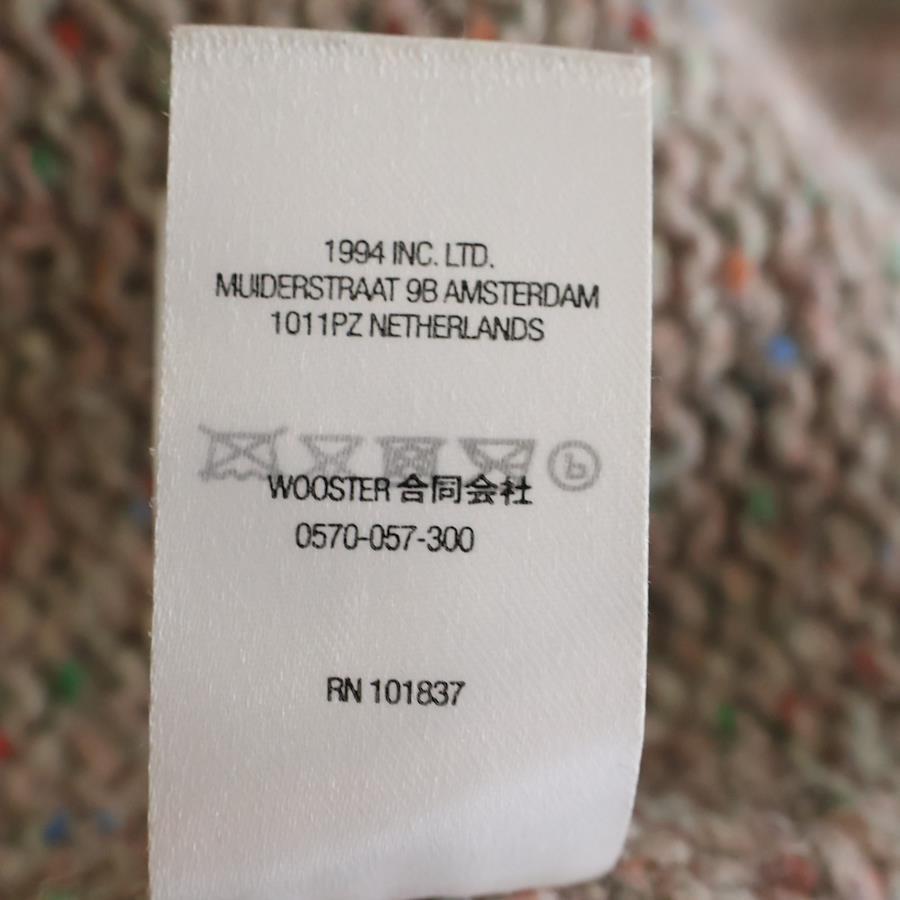 1994 INC. LTD.
MUIDERSTRAAT 9B AMSTERDAM
1011PZ NETHERLANDS
WOOSTER 合同会社
0570-057-300
RN 101837